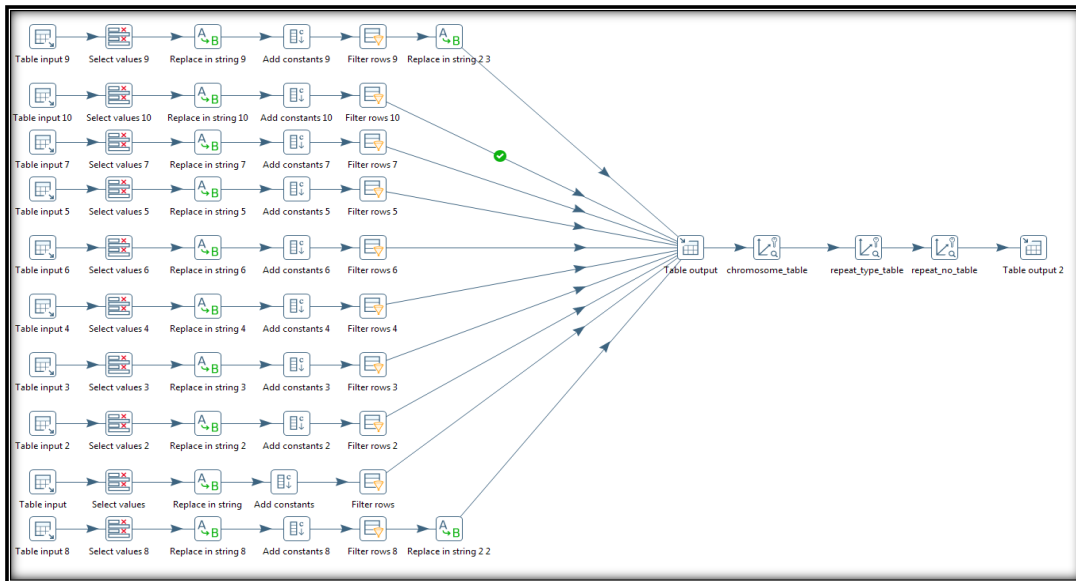 Table input 9 Select values 9 Replace in string 9 Add constants 9 Filter rows 9 Replace in string 2 3
Table input 10 Select values 10 Replace in string 10 Add constants 10 Filter rows 10
Table input 7 Select values 7 Replace in string 7 Add constants 7 Filter rows 7
Table input 5 Select values 5 Replace in string 5 Add constants 5 Filter rows 5
Table input 6 Select values 6 Replace in string 6 Add constants 6 Filter rows 6 Table output chromosome_table repeat_type_table repeat_no_table Table output 2
Table input 4 Select values 4 Replace in string 4 Add constants 4 Filter rows 4
Table input 3 Select values 3 Replace in string 3 Add constants 3 Filter rows 3
Table input 2 Select values 2 Replace in string 2 Add constants 2 Filter rows 2
Table input Select values Replace in string Add constants Filter rows
Table input 8 Select values 8 Replace in string 8 Add constants 8 Filter rows 8 Replace in string 2 2